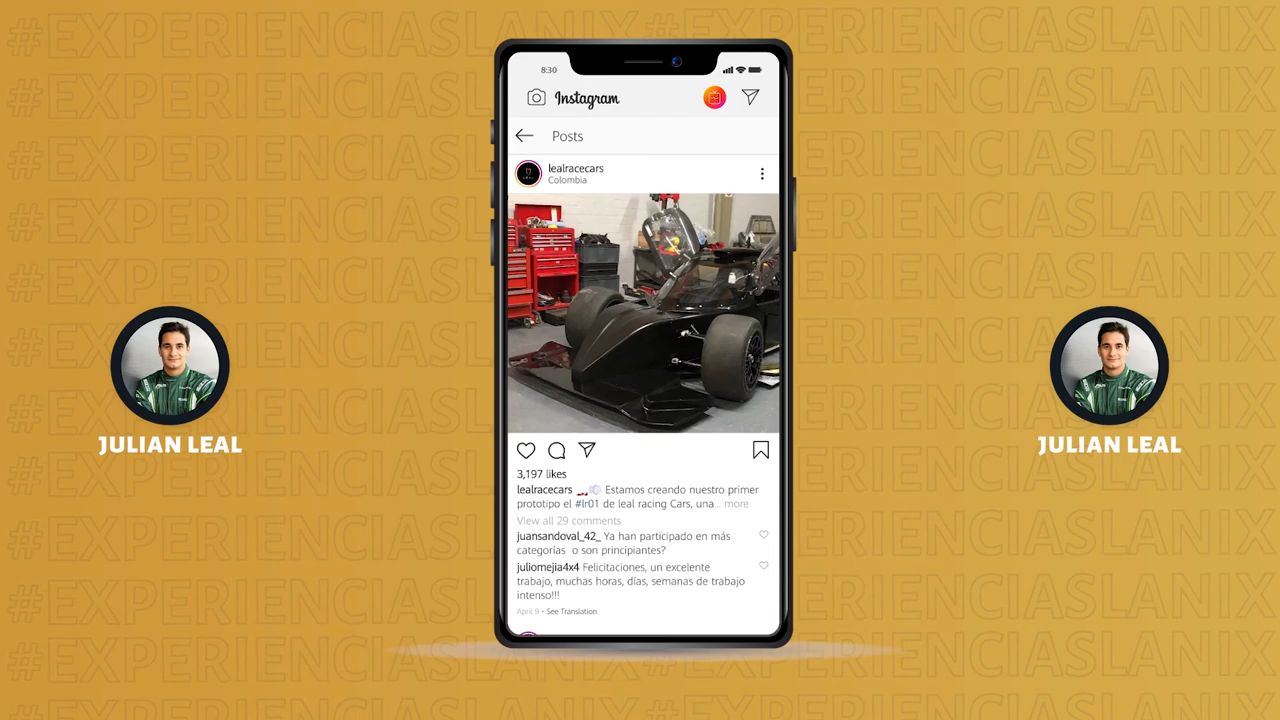 #EXPERIENCIASLANIX#EXPERIENCIASLANIX
8:30
Instagram
Posts
lealracecars
Colombia
3,197 likes
lealracecars Estamos creando nuestro primer
prototipo el #lr01 de leal racing Cars, una... more
View all 29 comments
juansandoval_42_ Ya han participado en más
categorías o son principiantes?
juliomejia4x4 Felicitaciones, un excelente
trabajo, muchas horas, días, semanas de trabajo
intenso!!!
April 9 • See Translation
JULIAN LEAL
JULIAN LEAL